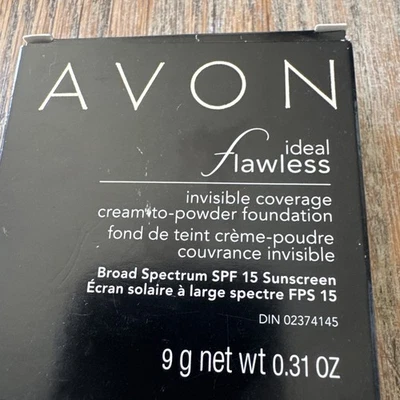 AVON
ideal
flawless
invisible coverage
cream-to-powder foundation
fond de teint crème-poudre
couvrance invisible
Broad Spectrum SPF 15 Sunscreen
Écran solaire à large spectre FPS 15
DIN 02374145
9 g net wt 0.31 OZ